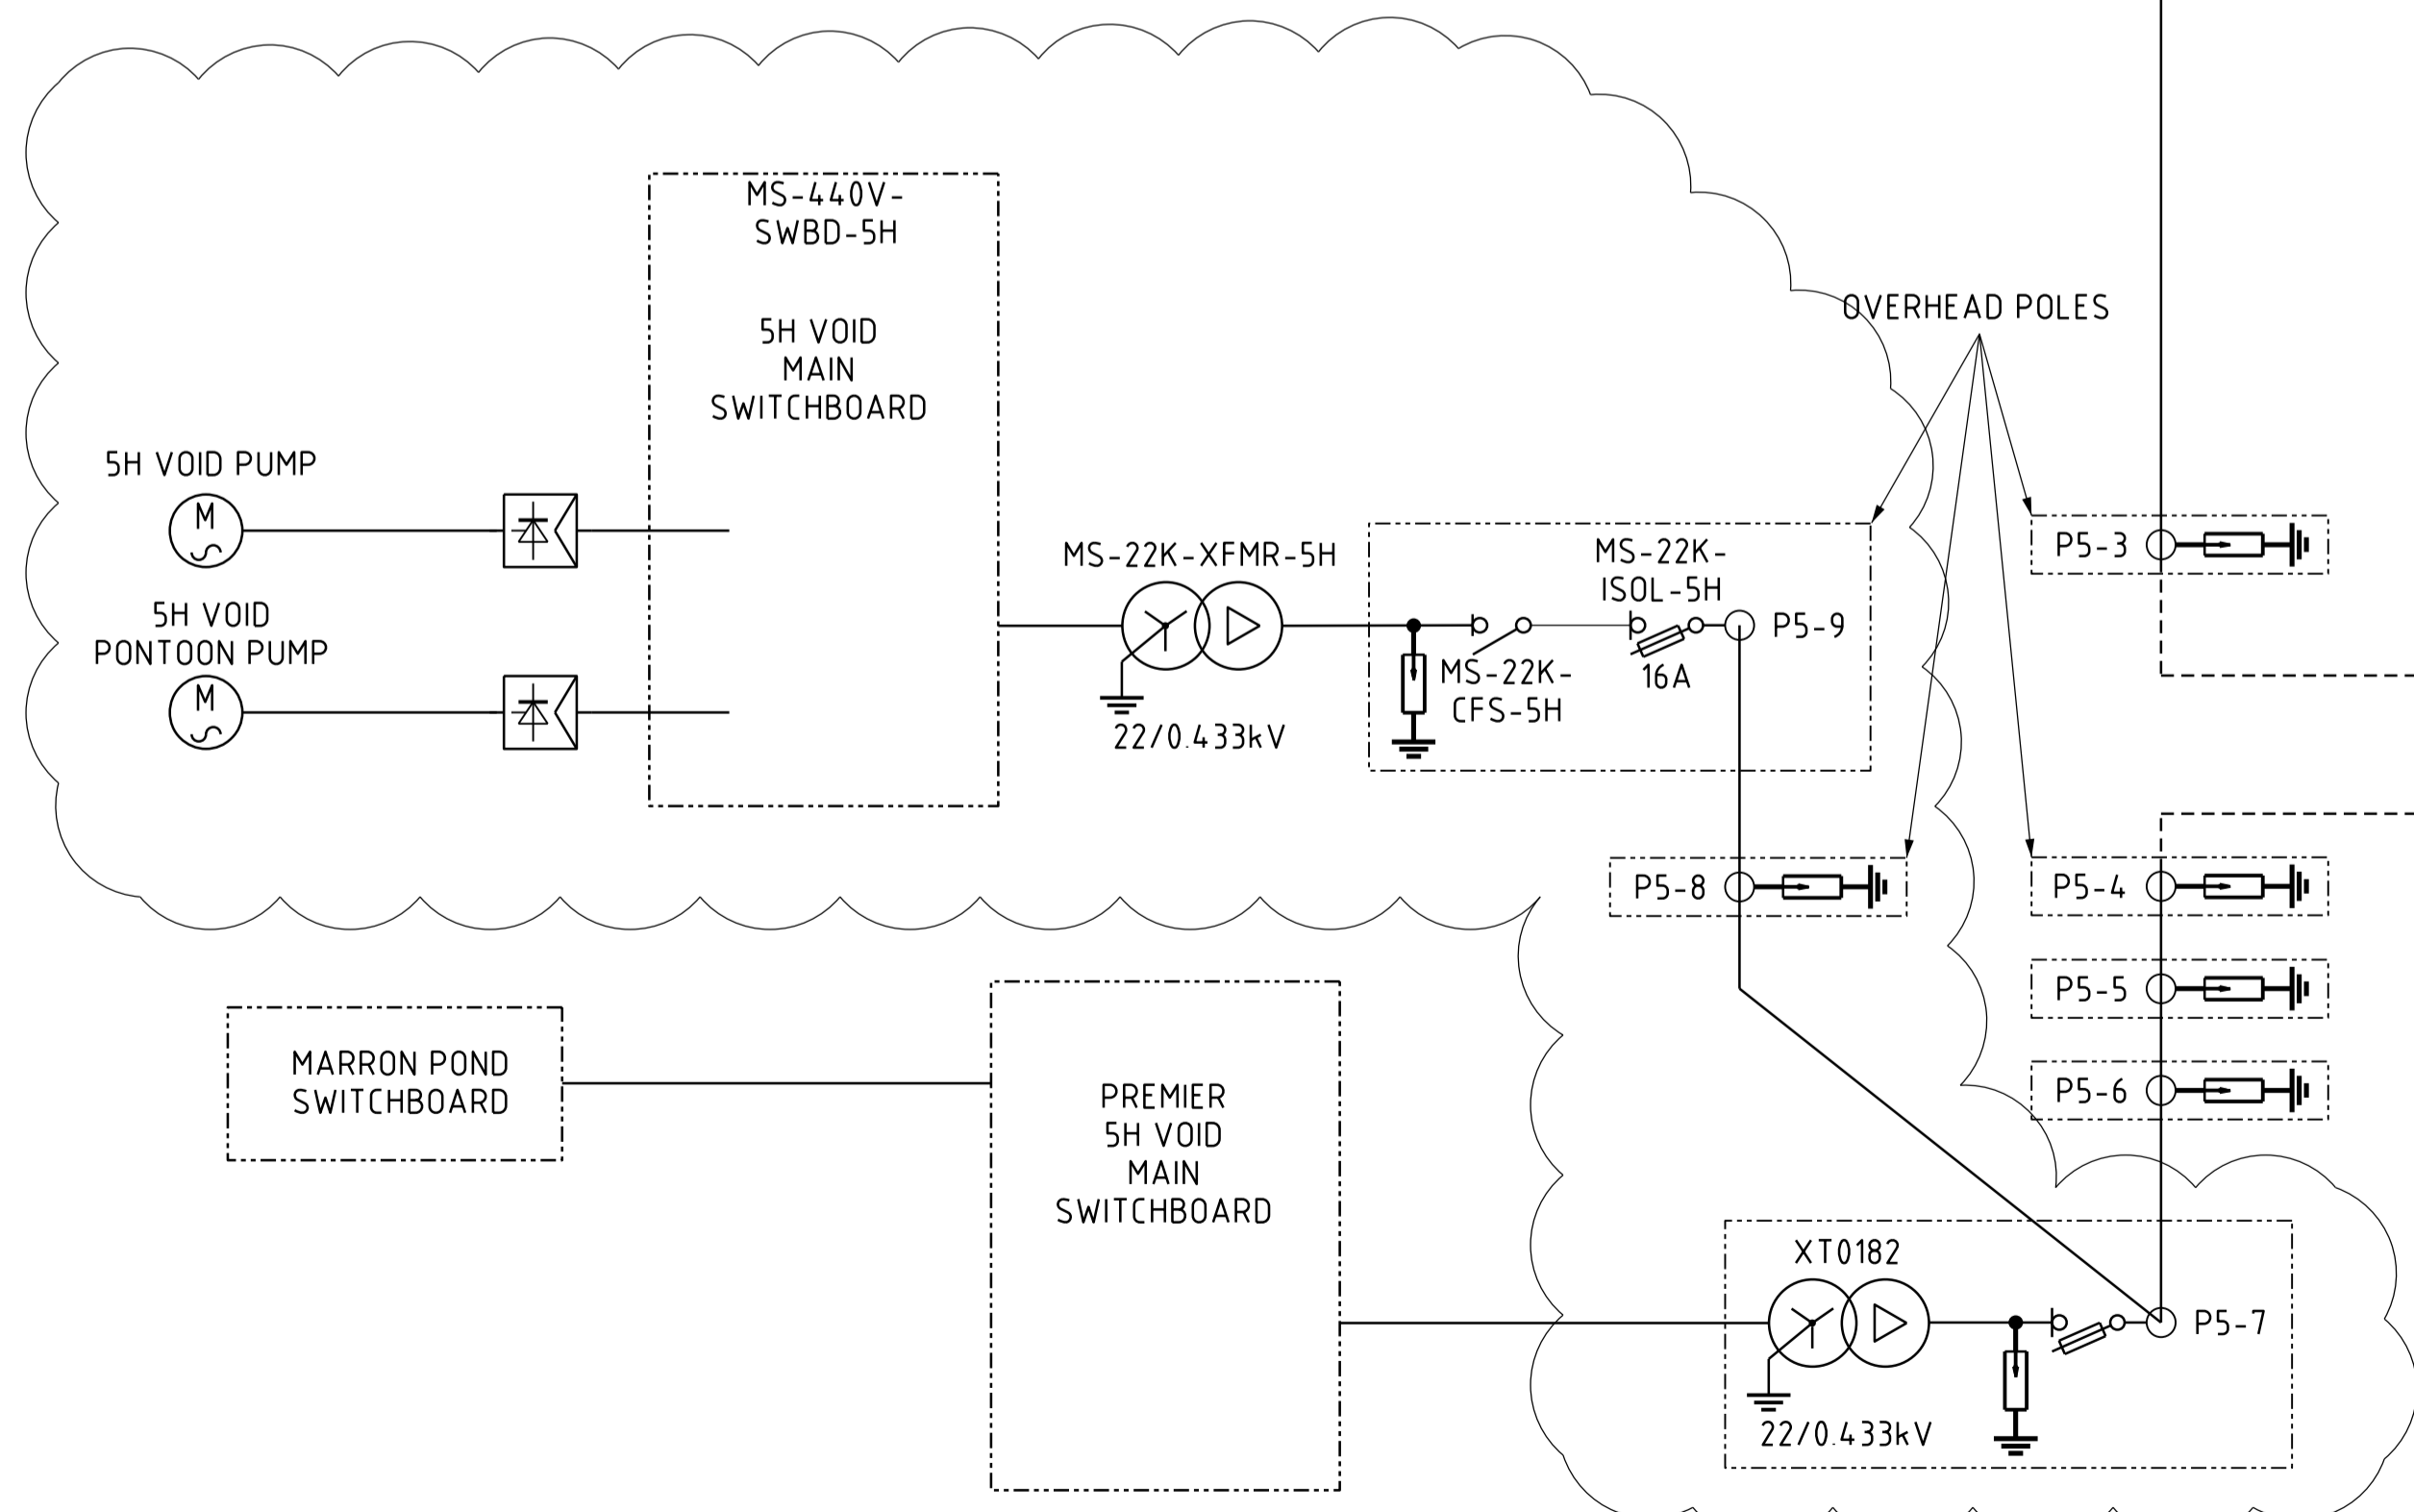 MS-440V-
SWBD-5H
5H VOID
MAIN
SWITCHBOARD
OVERHEAD POLES
5H VOID PUMP
M
5H VOID
PONTOON PUMP
M
MS-22K-XFMR-5H
22/0.433kV
MS-22K-
ISOL-5H
16A
MS-22K-
CFS-5H
P5-9
P5-3
P5-8
P5-4
P5-5
P5-6
MARRON POND
SWITCHBOARD
PREMIER
5H VOID
MAIN
SWITCHBOARD
XT0182
22/0.433kV
P5-7